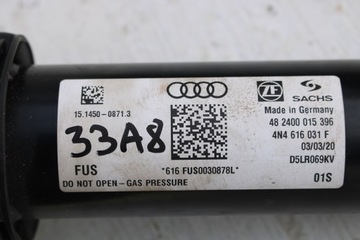 15.1450-0871.3
ZF SACHS
Made in Germany
48 2400 015 396
4N4 616 031 F
03/03/20
D5LR069KV
33A8
FUS
*616 FUS0030878L*
DO NOT OPEN- GAS PRESSURE
01S